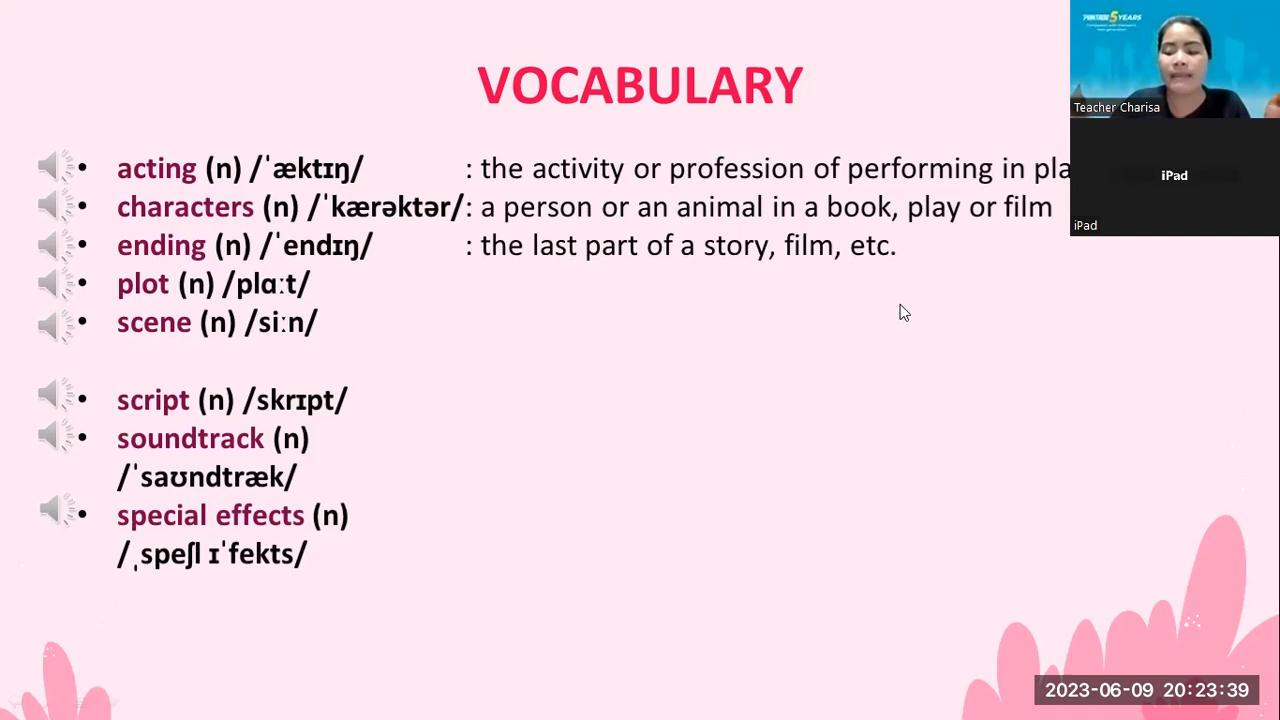 VOCABULARY
5 YEARS
Teacher Charisa
acting (n) /ˈæktɪŋ/ : the activity or profession of performing in pla
iPad
characters (n) /ˈkærəktər/ : a person or an animal in a book, play or film
iPad
ending (n) /ˈendɪŋ/ : the last part of a story, film, etc.
plot (n) /plɑːt/
scene (n) /siːn/
script (n) /skrɪpt/
soundtrack (n)
/ˈsaʊndtræk/
special effects (n)
/ˌspeʃl ɪˈfekts/
2023-06-09 20:23:39